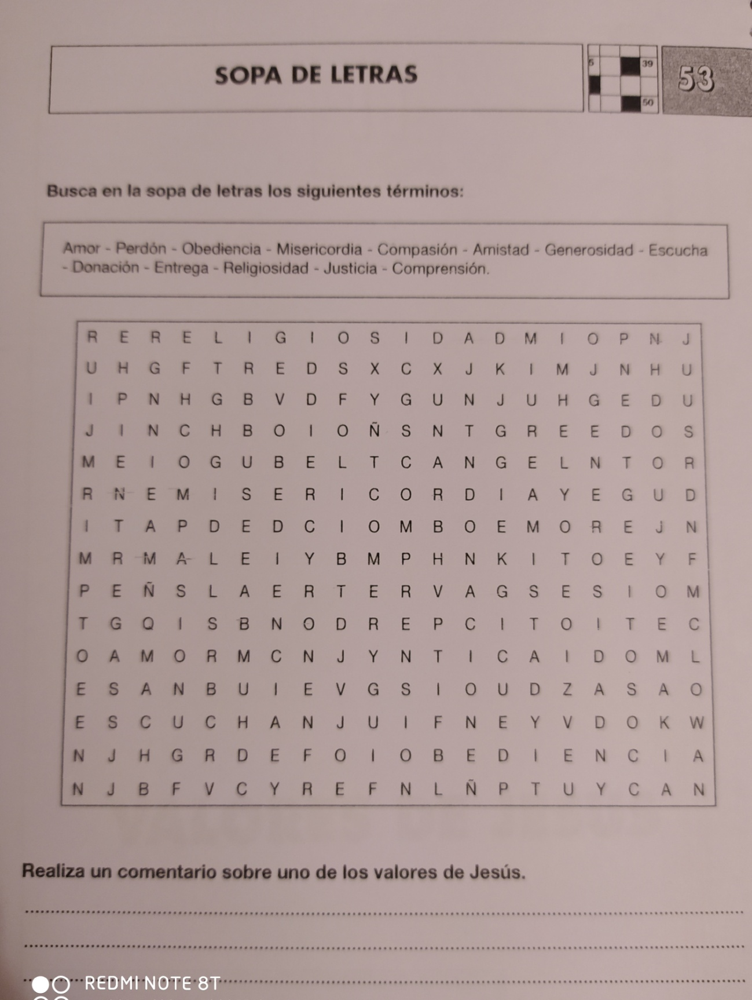 SOPA DE LETRAS
5
39
50
53
Busca en la sopa de letras los siguientes términos:
Amor - Perdón - Obediencia - Misericordia - Compasión - Amistad - Generosidad - Escucha
- Donación - Entrega - Religiosidad - Justicia - Comprensión.
R E R E L I G I O S I D A D M I O P N J
U H G F T R E D S X C X J K I M J N H U
I P N H G B V D F Y G U N J U H G E D U
J I N C H B O I O Ñ S N T G R E E D O S
M E I O G U B E L T C A N G E L N T O R
R N E M I S E R I C O R D I A Y E G U D
I T A P D E D C I O M B O E M O R E J N
M R M A L E I Y B M P H N K I T O E Y F
P E Ñ S L A E R T E R V A G S E S I O M
T G Q I S B N O D R E P C I T O I T E C
O A M O R M C N J Y N T I C A I D O M L
E S A N B U I E V G S I O U D Z A S A O
E S C U C H A N J U I F N E Y V D O K W
N J H G R D E F O I O B E D I E N C I A
N J B F V C Y R E F N L Ñ P T U Y C A N
Realiza un comentario sobre uno de los valores de Jesús.
REDMI NOTE 8T